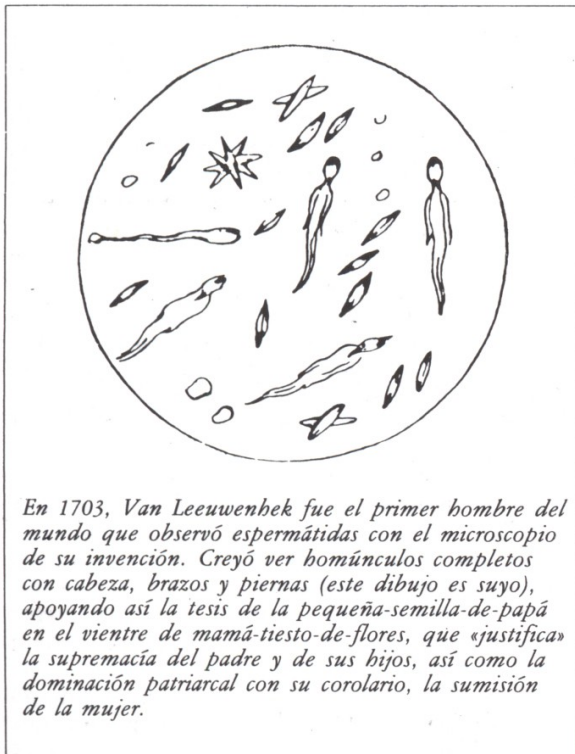 En 1703, Van Leeuwenhek fue el primer hombre del
mundo que observó espermátidas con el microscopio
de su invención. Creyó ver homúnculos completos
con cabeza, brazos y piernas (este dibujo es suyo),
apoyando así la tesis de la pequeña-semilla-de-papá
en el vientre de mamá-tiesto-de-flores, que «justifica»
la supremacía del padre y de sus hijos, así como la
dominación patriarcal con su corolario, la sumisión
de la mujer.